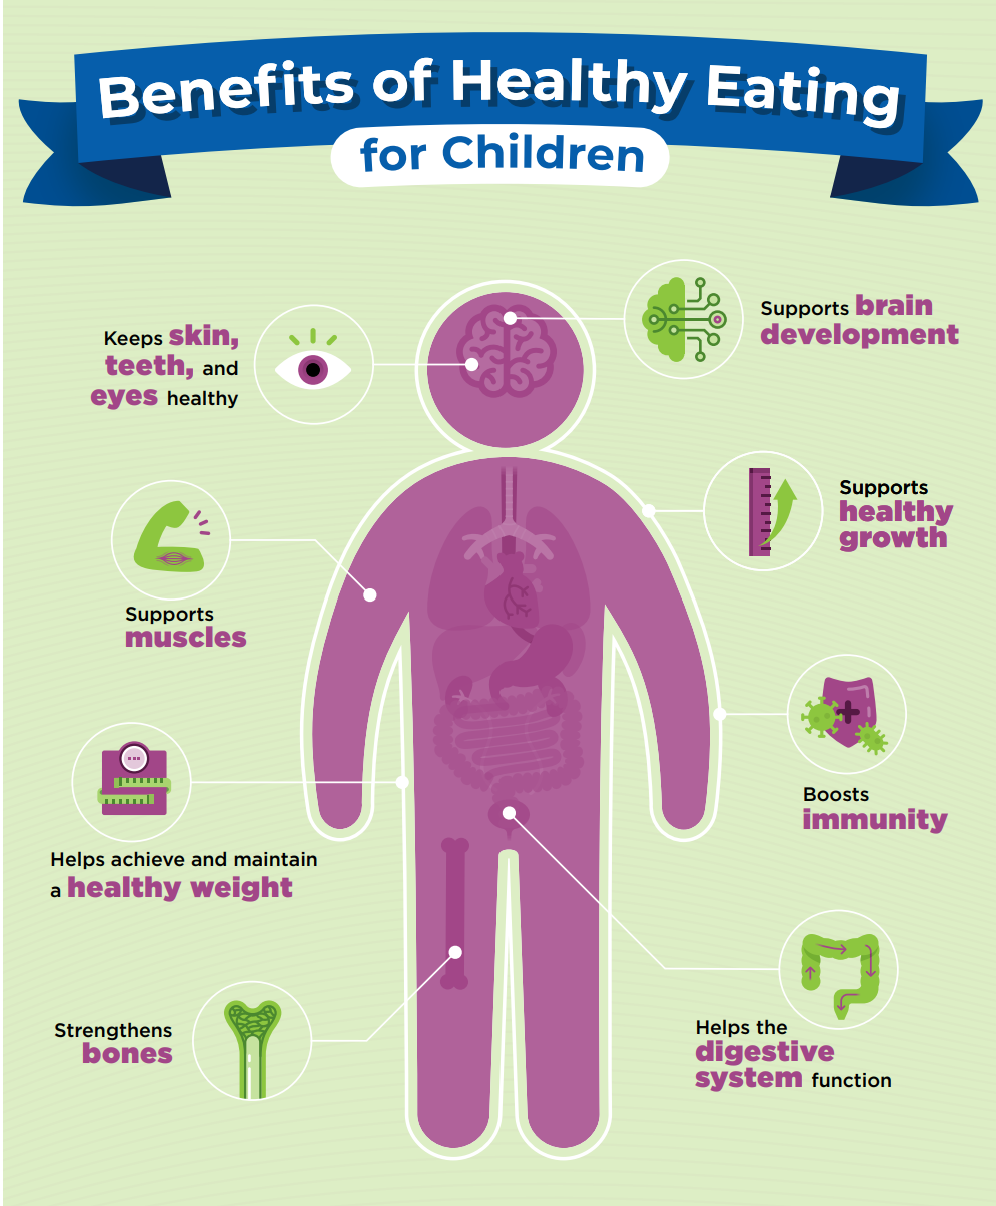 Benefits of Healthy Eating
for Children
Keeps skin,
teeth, and
eyes healthy
Supports brain
development
Supports
healthy
growth
Supports
muscles
Boosts
immunity
Helps achieve and maintain
a healthy weight
Helps the
digestive
system function
Strengthens
bones